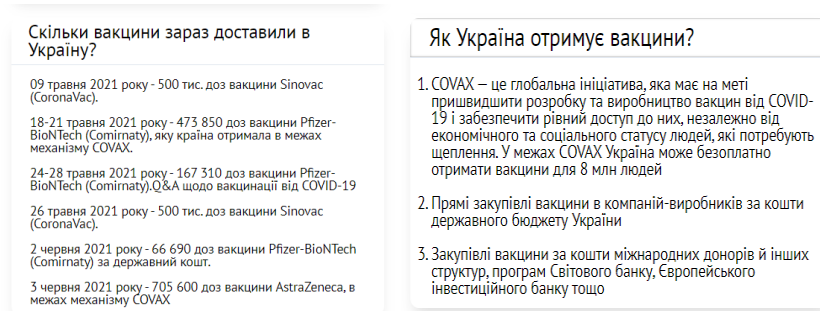 Скільки вакцини зараз доставили в
Україну?
09 травня 2021 року - 500 тис. доз вакцини Sinovac
(CoronaVac).
18-21 травня 2021 року - 473 850 доз вакцини Pfizer-
BioNTech (Comirnaty), яку країна отримала в межах
механізму COVAX.
24-28 травня 2021 року - 167 310 доз вакцини Pfizer-
BioNTech (Comirnaty).Q&A щодо вакцинації від COVID-19
26 травня 2021 року - 500 тис. доз вакцини Sinovac
(CoronaVac).
2 червня 2021 року - 66 690 доз вакцини Pfizer-BioNTech
(Comirnaty) за державний кошт.
3 червня 2021 року - 705 600 доз вакцини AstraZeneca, в
межах механізму COVAX
Як Україна отримує вакцини?
1. COVAX – це глобальна ініціатива, яка має на меті
пришвидшити розробку та виробництво вакцин від COVID-
19 і забезпечити рівний доступ до них, незалежно від
економічного та соціального статусу людей, які потребують
щеплення. У межах COVAX Україна може безоплатно
отримати вакцини для 8 млн людей
2. Прямі закупівлі вакцини в компаній-виробників за кошти
державного бюджету України
3. Закупівлі вакцини за кошти міжнародних донорів й інших
структур, програм Світового банку, Європейського
інвестиційного банку тощо